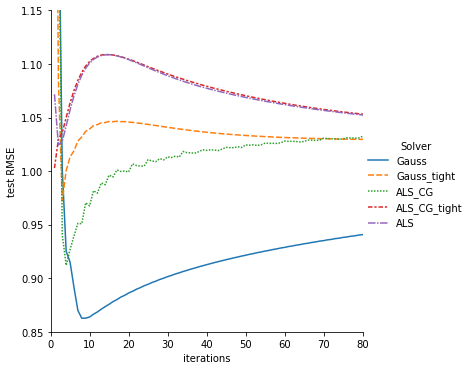 1.15
1.10
1.05
1.00
0.95
0.90
0.85
test RMSE
0 10 20 30 40 50 60 70 80
iterations
Solver
Gauss
Gauss_tight
ALS_CG
ALS_CG_tight
ALS